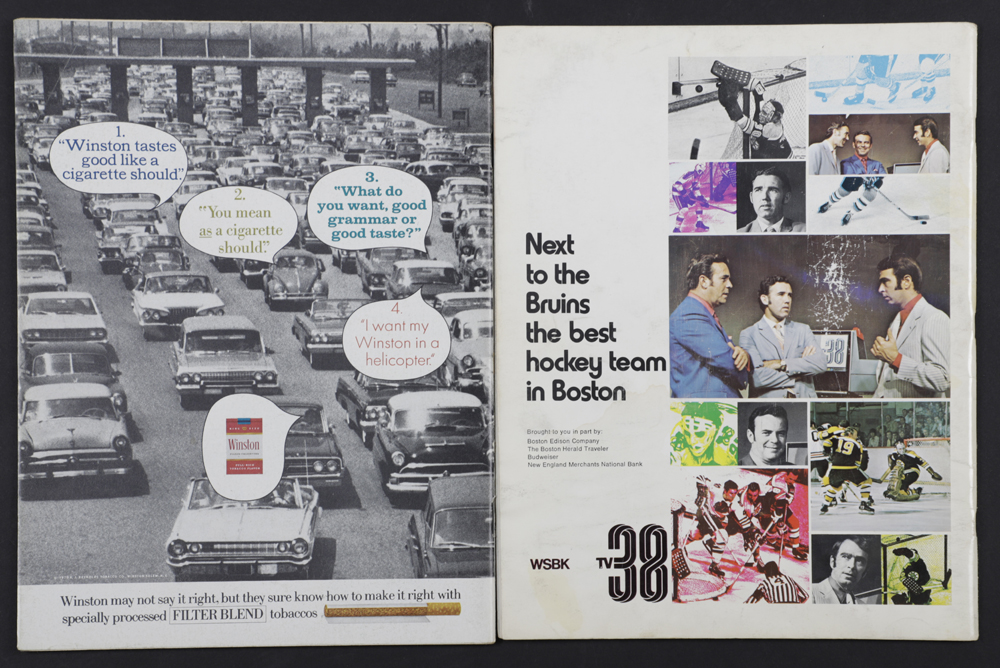 1.
"Winston tastes
good like a
cigarette should."
2.
"You mean
as a cigarette
should."
3.
"What do
you want, good
grammar or
good taste?"
4.
"I want my
Winston in a
helicopter."
Winston
Winston may not say it right, but they sure know how to make it right with
specially processed FILTER BLEND tobaccos
Next
to the
Bruins
the best
hockey team
in Boston
Brought to you in part by:
Boston Edison Company
The Boston Herald Traveler
Budweiser
New England Merchants National Bank
WSBK TV 38
38
19